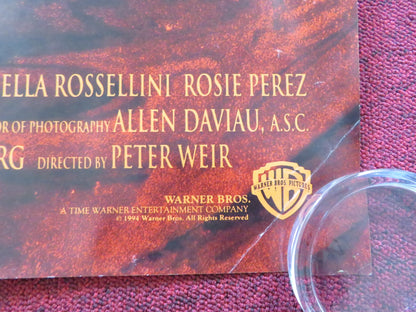 ELLA ROSSELLINI ROSIE PEREZ
OR OF PHOTOGRAPHY ALLEN DAVIAU, A.S.C.
RG DIRECTED BY PETER WEIR
WARNER BROS.
A TIME WARNER ENTERTAINMENT COMPANY
© 1994 Warner Bros. All Rights Reserved
WB
WARNER BROS PICTURES